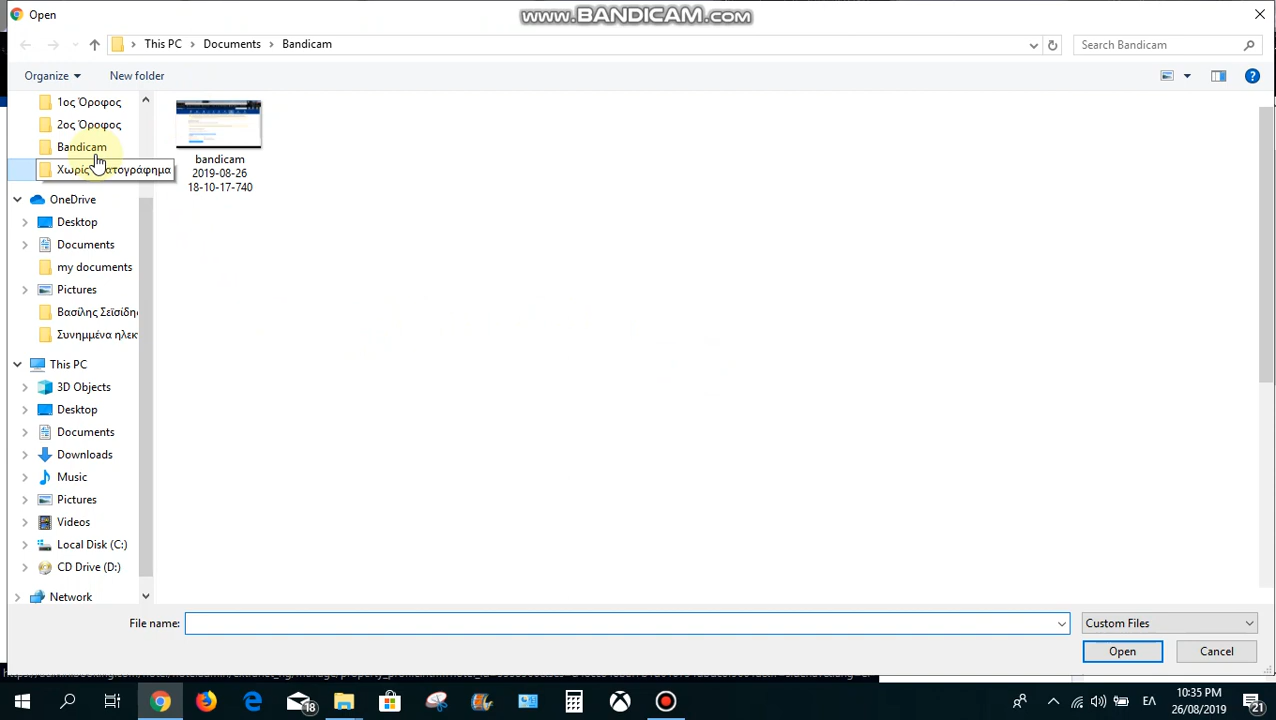 Open
www.BANDICAM.com
This PC > Documents > Bandicam
Search Bandicam
Organize
New folder
1ος Όροφος
2ος Όροφος
Bandicam
OneDrive
Desktop
Documents
my documents
Pictures
Βασίλης
Συνημμένα
This PC
3D Objects
Desktop
Documents
Downloads
Music
Pictures
Videos
Local Disk (C:)
CD Drive (D:)
Network
bandicam
2019-08-26
18-10-17-740
File name:
Custom Files
Open
Cancel
18
ΕΛ
10:35 PM
26/08/2019
21